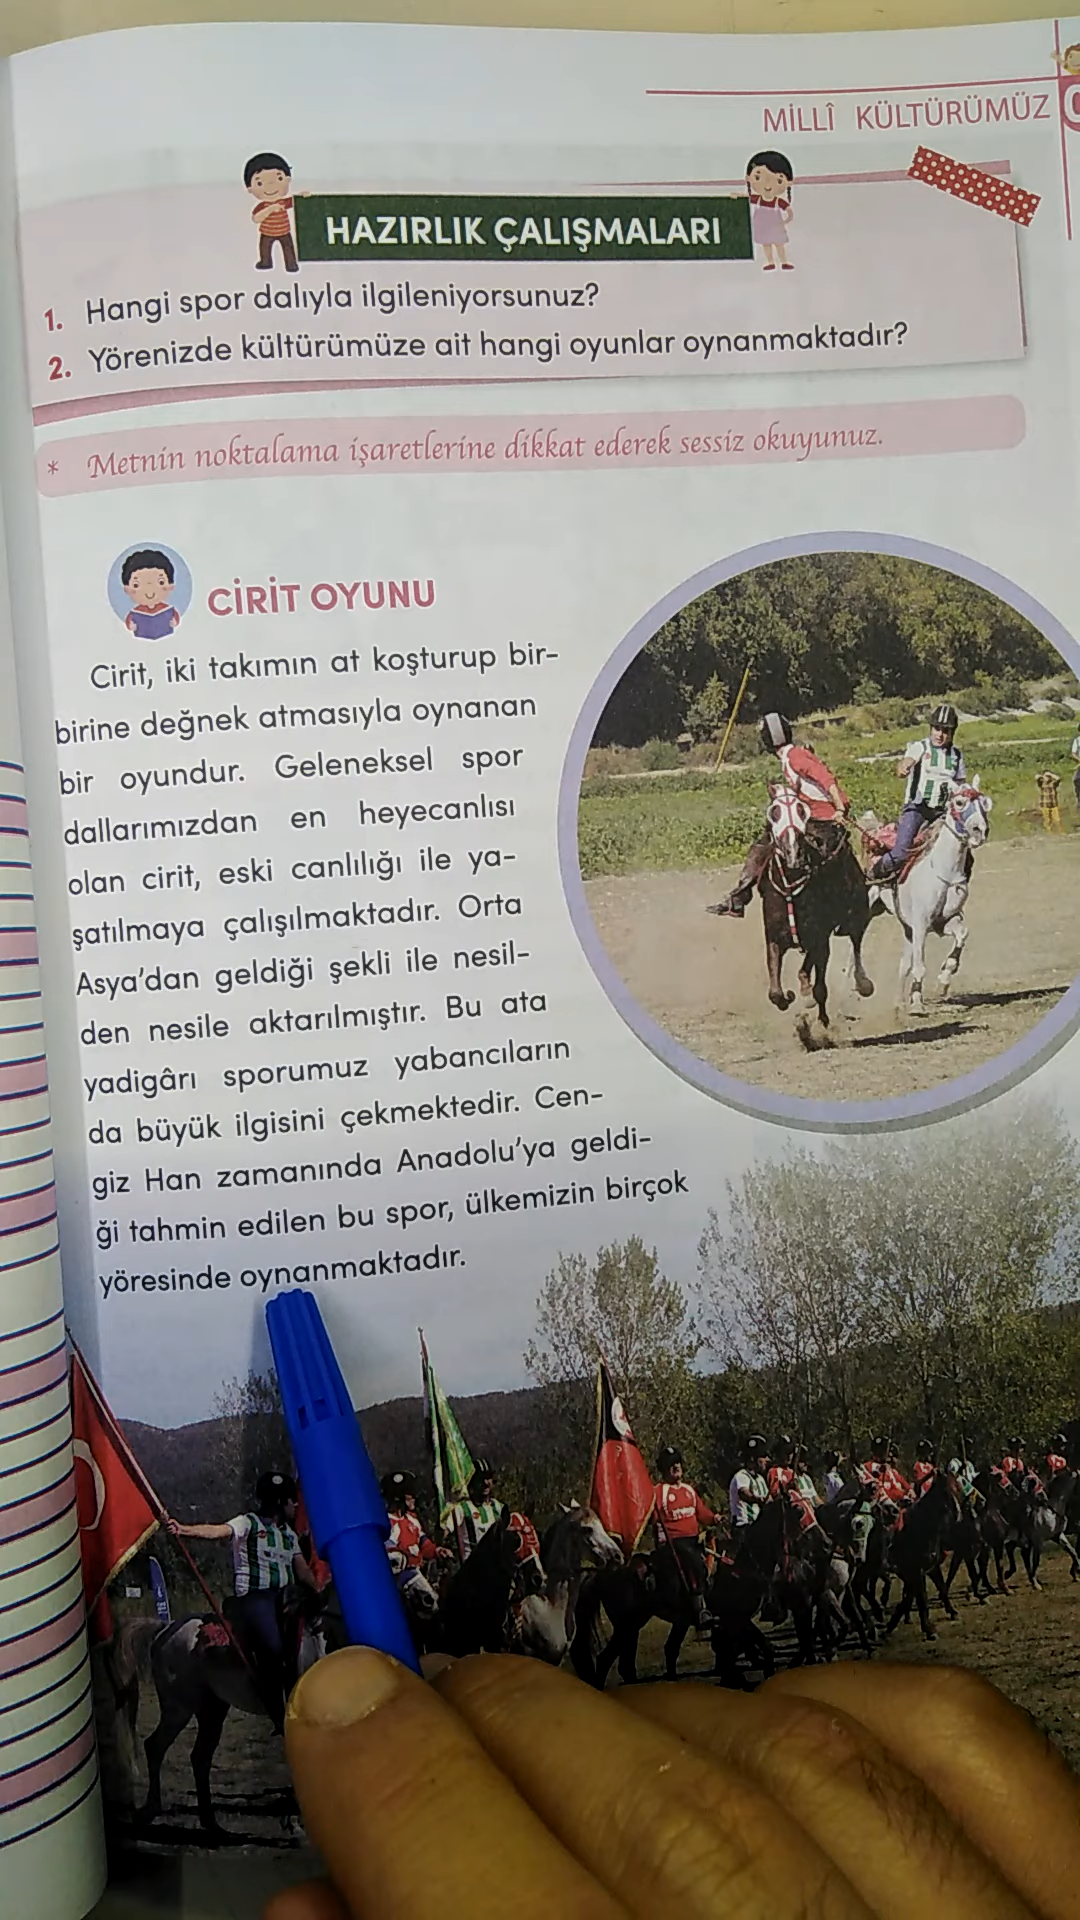 MİLLÎ KÜLTÜRÜMÜZ
HAZIRLIK ÇALIŞMALARI
1. Hangi spor dalıyla ilgileniyorsunuz?
2. Yörenizde kültürümüze ait hangi oyunlar oynanmaktadır?
* Metnin noktalama işaretlerine dikkat ederek sessiz okuyunuz.
CİRİT OYUNU
Cirit, iki takımın at koşturup bir-
birine değnek atmasıyla oynanan
bir oyundur. Geleneksel spor
dallarımızdan en heyecanlısı
olan cirit, eski canlılığı ile ya-
şatılmaya çalışılmaktadır. Orta
Asya'dan geldiği şekli ile nesil-
den nesile aktarılmıştır. Bu ata
yadigârı sporumuz yabancıların
da büyük ilgisini çekmektedir. Cen-
giz Han zamanında Anadolu'ya geldi-
ği tahmin edilen bu spor, ülkemizin birçok
yöresinde oynanmaktadır.